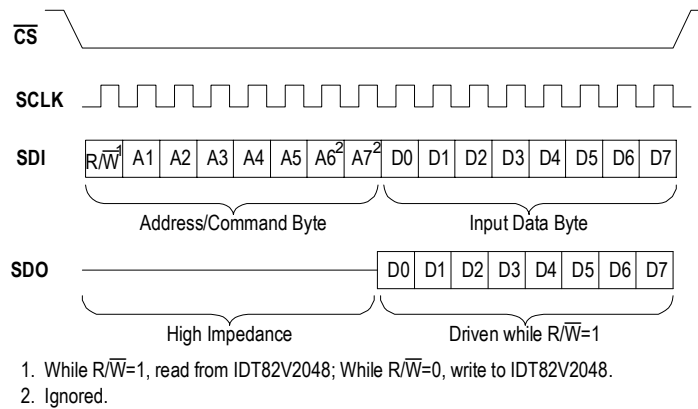 CS
SCLK
SDI R/W1 A1 A2 A3 A4 A5 A62 A72 D0 D1 D2 D3 D4 D5 D6 D7
Address/Command Byte Input Data Byte
SDO D0 D1 D2 D3 D4 D5 D6 D7
High Impedance Driven while R/W=1
1. While R/W=1, read from IDT82V2048; While R/W=0, write to IDT82V2048.
2. Ignored.